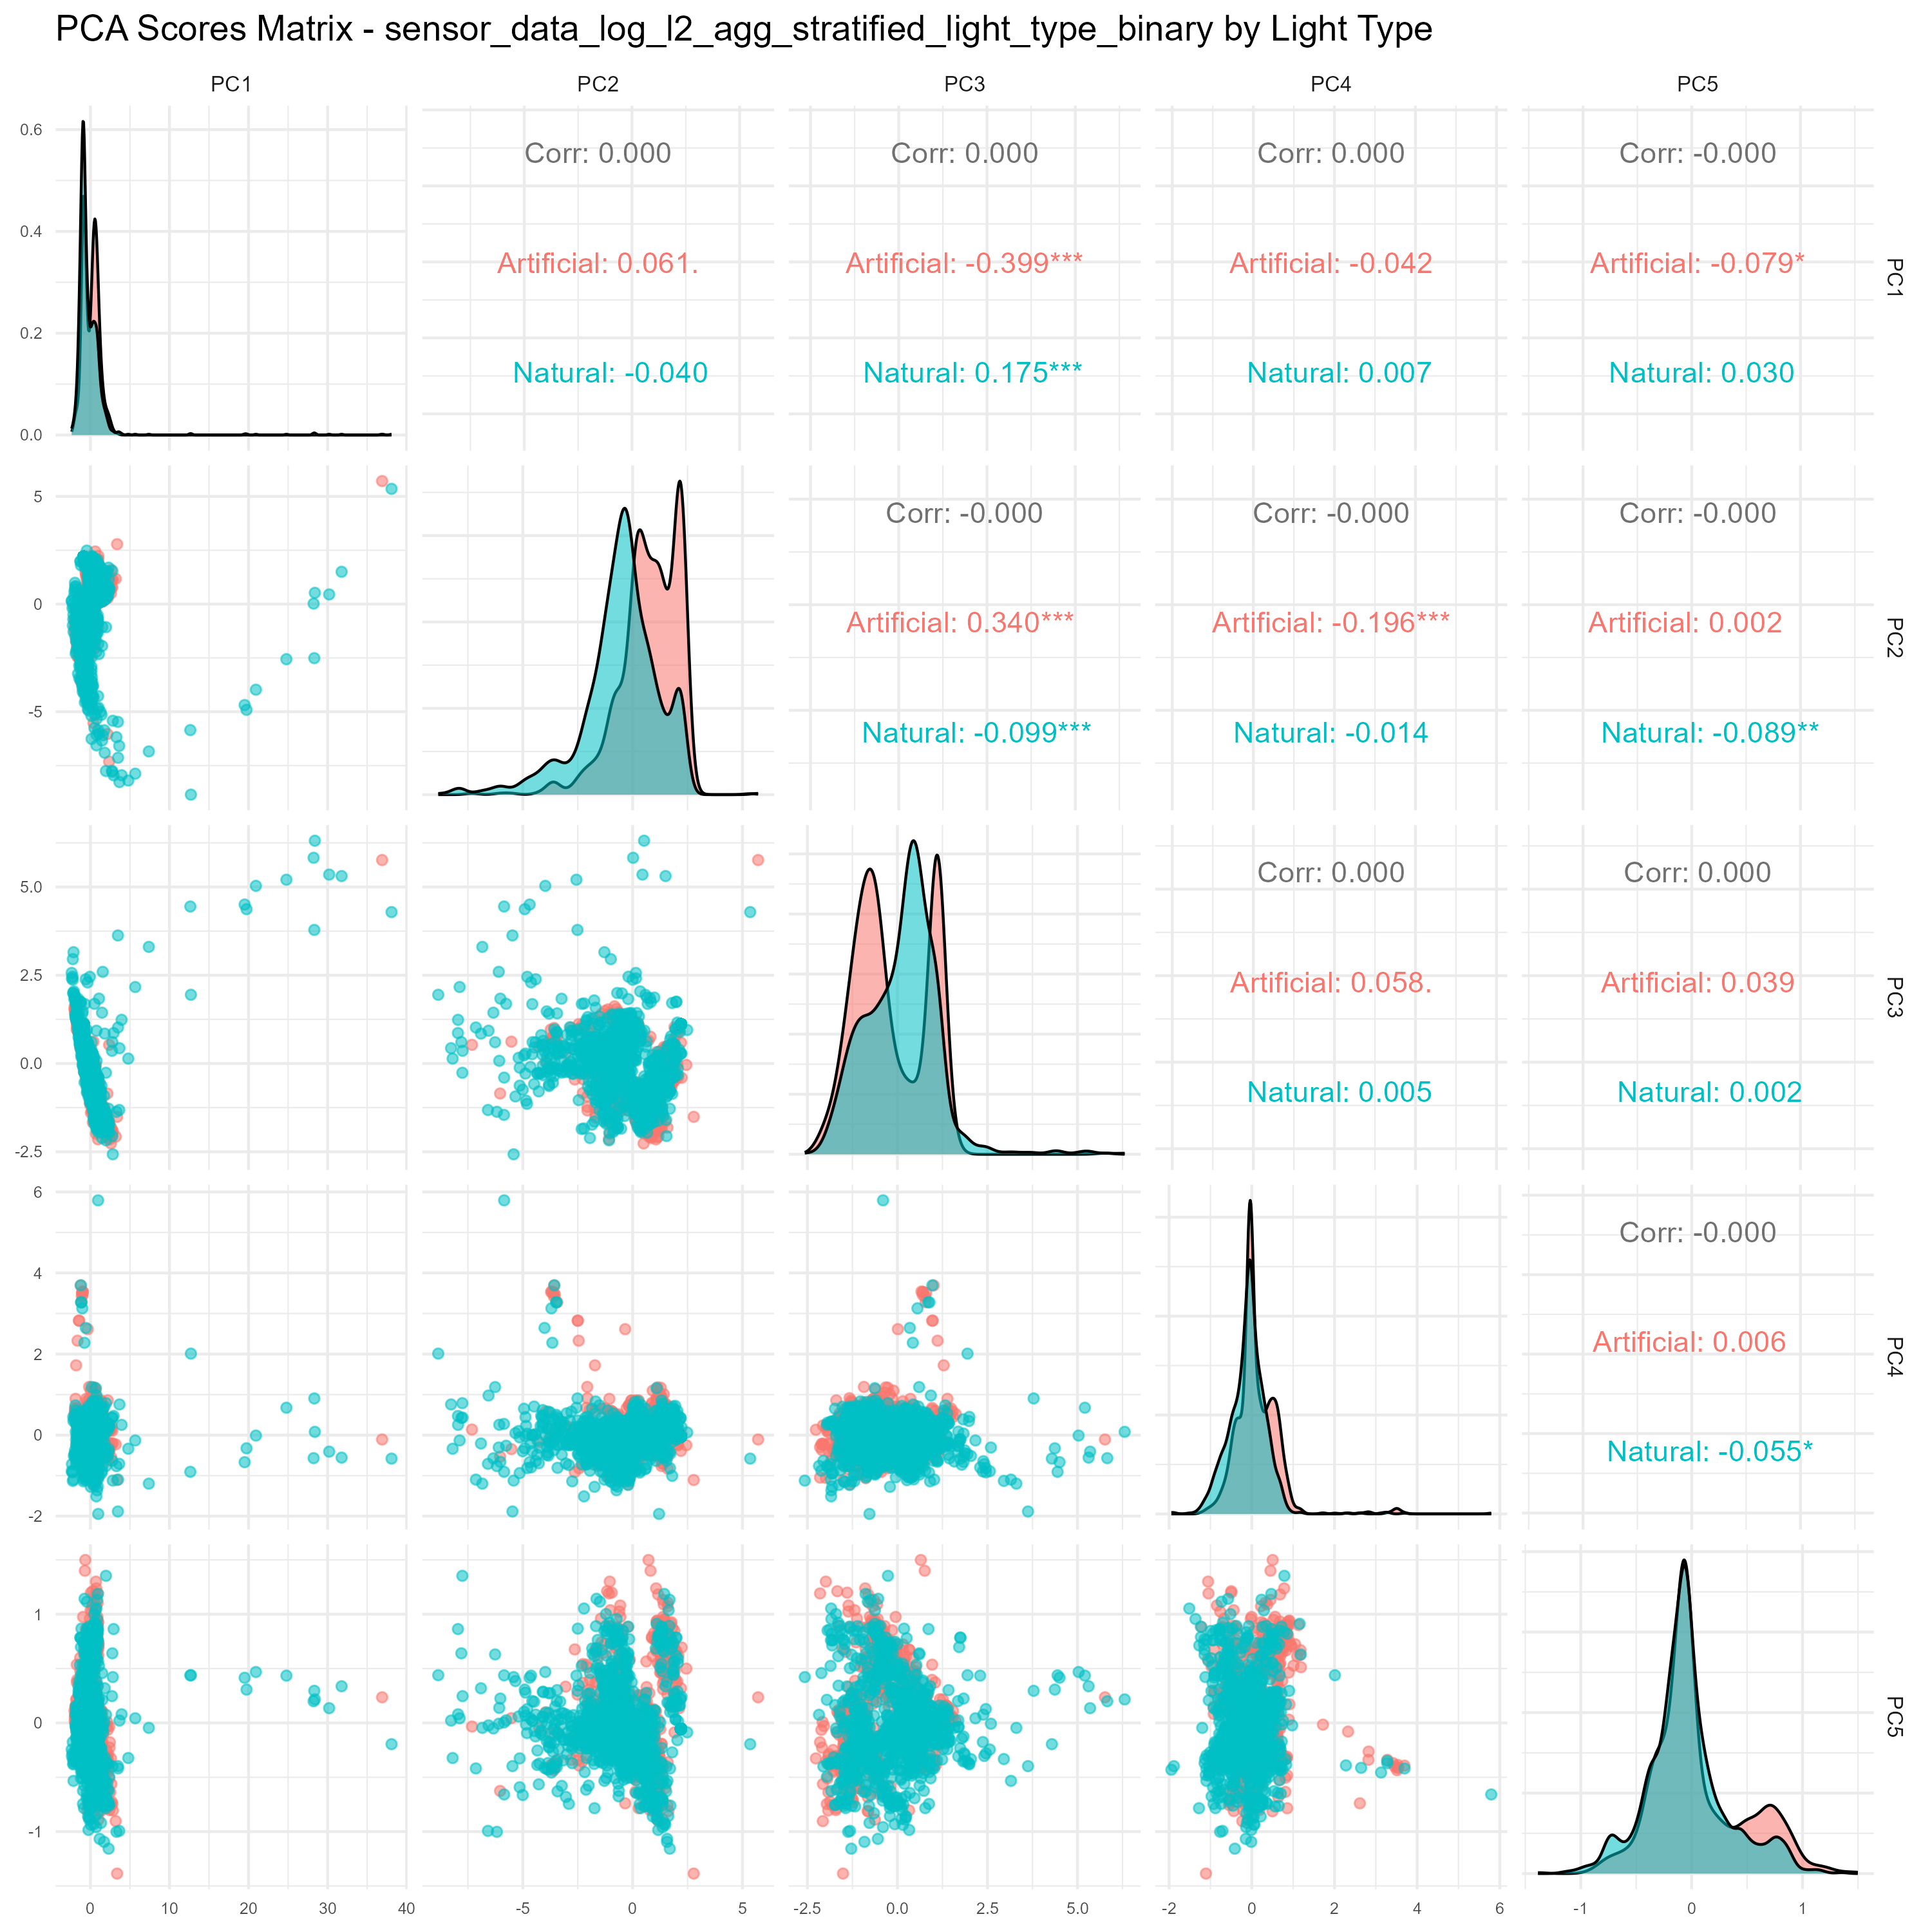 PCA Scores Matrix - sensor_data_log_l2_agg_stratified_light_type_binary by Light Type
PC1 PC2 PC3 PC4 PC5
0.6
0.4
0.2
0.0
Corr: 0.000
Artificial: 0.061.
Natural: -0.040
Corr: 0.000
Artificial: -0.399***
Natural: 0.175***
Corr: 0.000
Artificial: -0.042
Natural: 0.007
Corr: -0.000
Artificial: -0.079*
Natural: 0.030
PC1
5
0
-5
Corr: -0.000
Artificial: 0.340***
Natural: -0.099***
Corr: -0.000
Artificial: -0.196***
Natural: -0.014
Corr: -0.000
Artificial: 0.002
Natural: -0.089**
PC2
5.0
2.5
0.0
-2.5
Corr: 0.000
Artificial: 0.058.
Natural: 0.005
Corr: 0.000
Artificial: 0.039
Natural: 0.002
PC3
6
4
2
0
-2
Corr: -0.000
Artificial: 0.006
Natural: -0.055*
PC4
1
0
-1
PC5
0 10 20 30 40 -5 0 5 -2.5 0.0 2.5 5.0 -2 0 2 4 6 -1 0 1